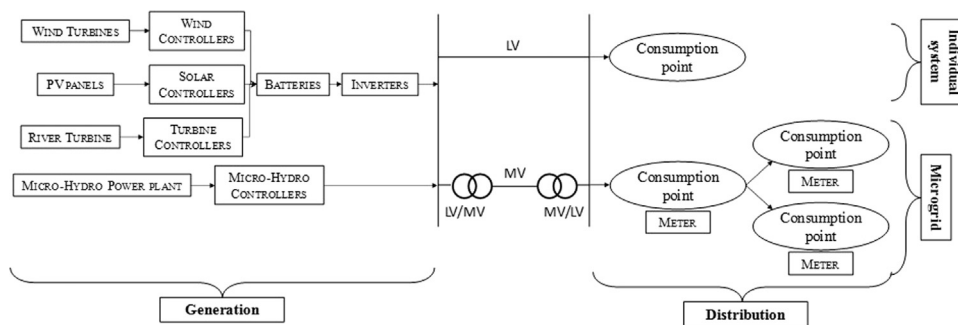 WIND TURBINES
WIND
CONTROLLERS
PV PANELS
SOLAR
CONTROLLERS
BATTERIES
INVERTERS
RIVER TURBINE
TURBINE
CONTROLLERS
MICRO-HYDRO POWER PLANT
MICRO-HYDRO
CONTROLLERS
LV
MV
LV/MV
MV/LV
Consumption
point
Consumption
point
METER
Consumption
point
METER
Consumption
point
METER
Individual
system
Microgrid
Generation
Distribution